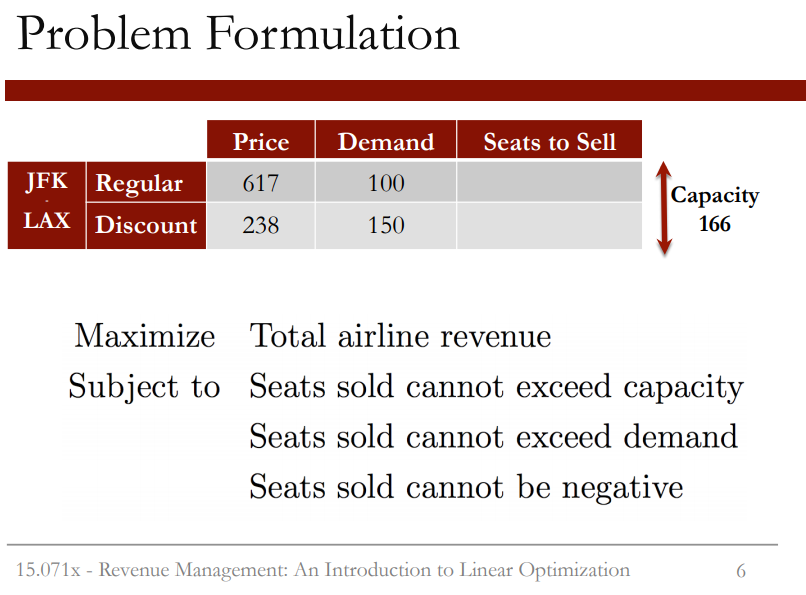 Problem Formulation
Price Demand Seats to Sell
JFK Regular 617 100
-
LAX Discount 238 150
Capacity
166
Maximize Total airline revenue
Subject to Seats sold cannot exceed capacity
Seats sold cannot exceed demand
Seats sold cannot be negative
15.071x - Revenue Management: An Introduction to Linear Optimization 6